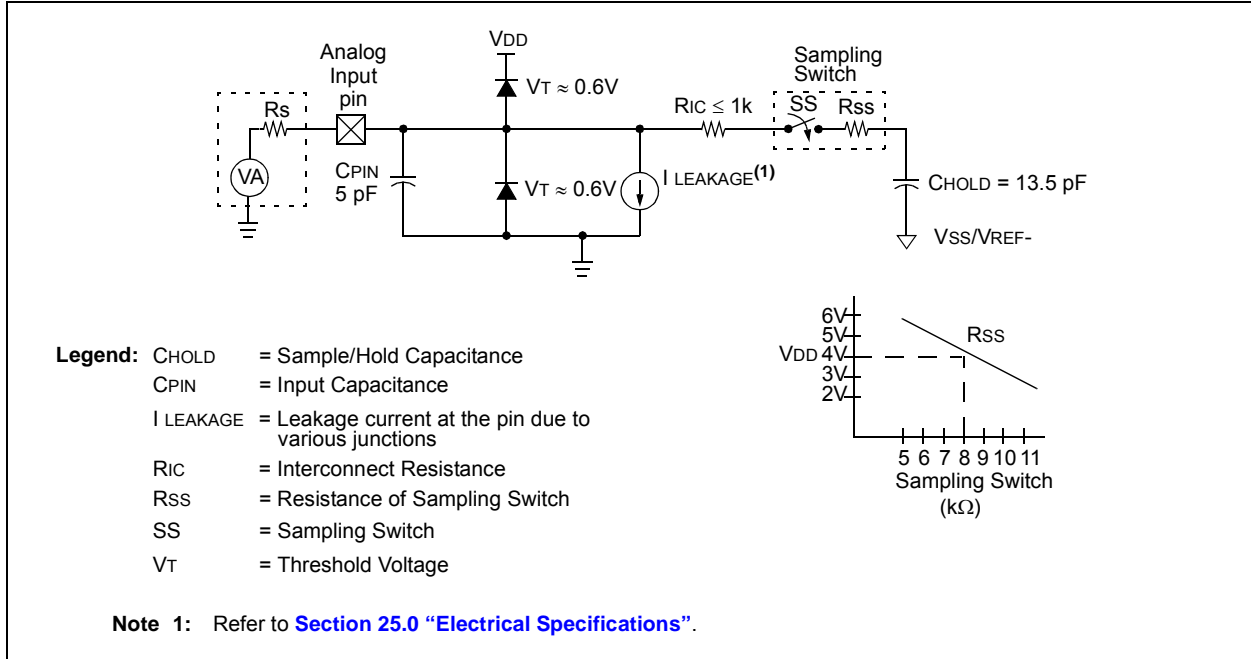 VDD
Analog
Input
pin
Sampling
Switch
VT ≈ 0.6V
Rs
RIC ≤ 1k
SS
Rss
VA
CPIN
5 pF
VT ≈ 0.6V
I LEAKAGE(1)
CHOLD = 13.5 pF
VSS/VREF-
6V
5V
VDD 4V
3V
2V
RSS
5 6 7 8 9 10 11
Sampling Switch
(kΩ)
Legend: CHOLD = Sample/Hold Capacitance
CPIN = Input Capacitance
I LEAKAGE = Leakage current at the pin due to
various junctions
RIC = Interconnect Resistance
RSS = Resistance of Sampling Switch
SS = Sampling Switch
VT = Threshold Voltage
Note 1: Refer to Section 25.0 “Electrical Specifications”.